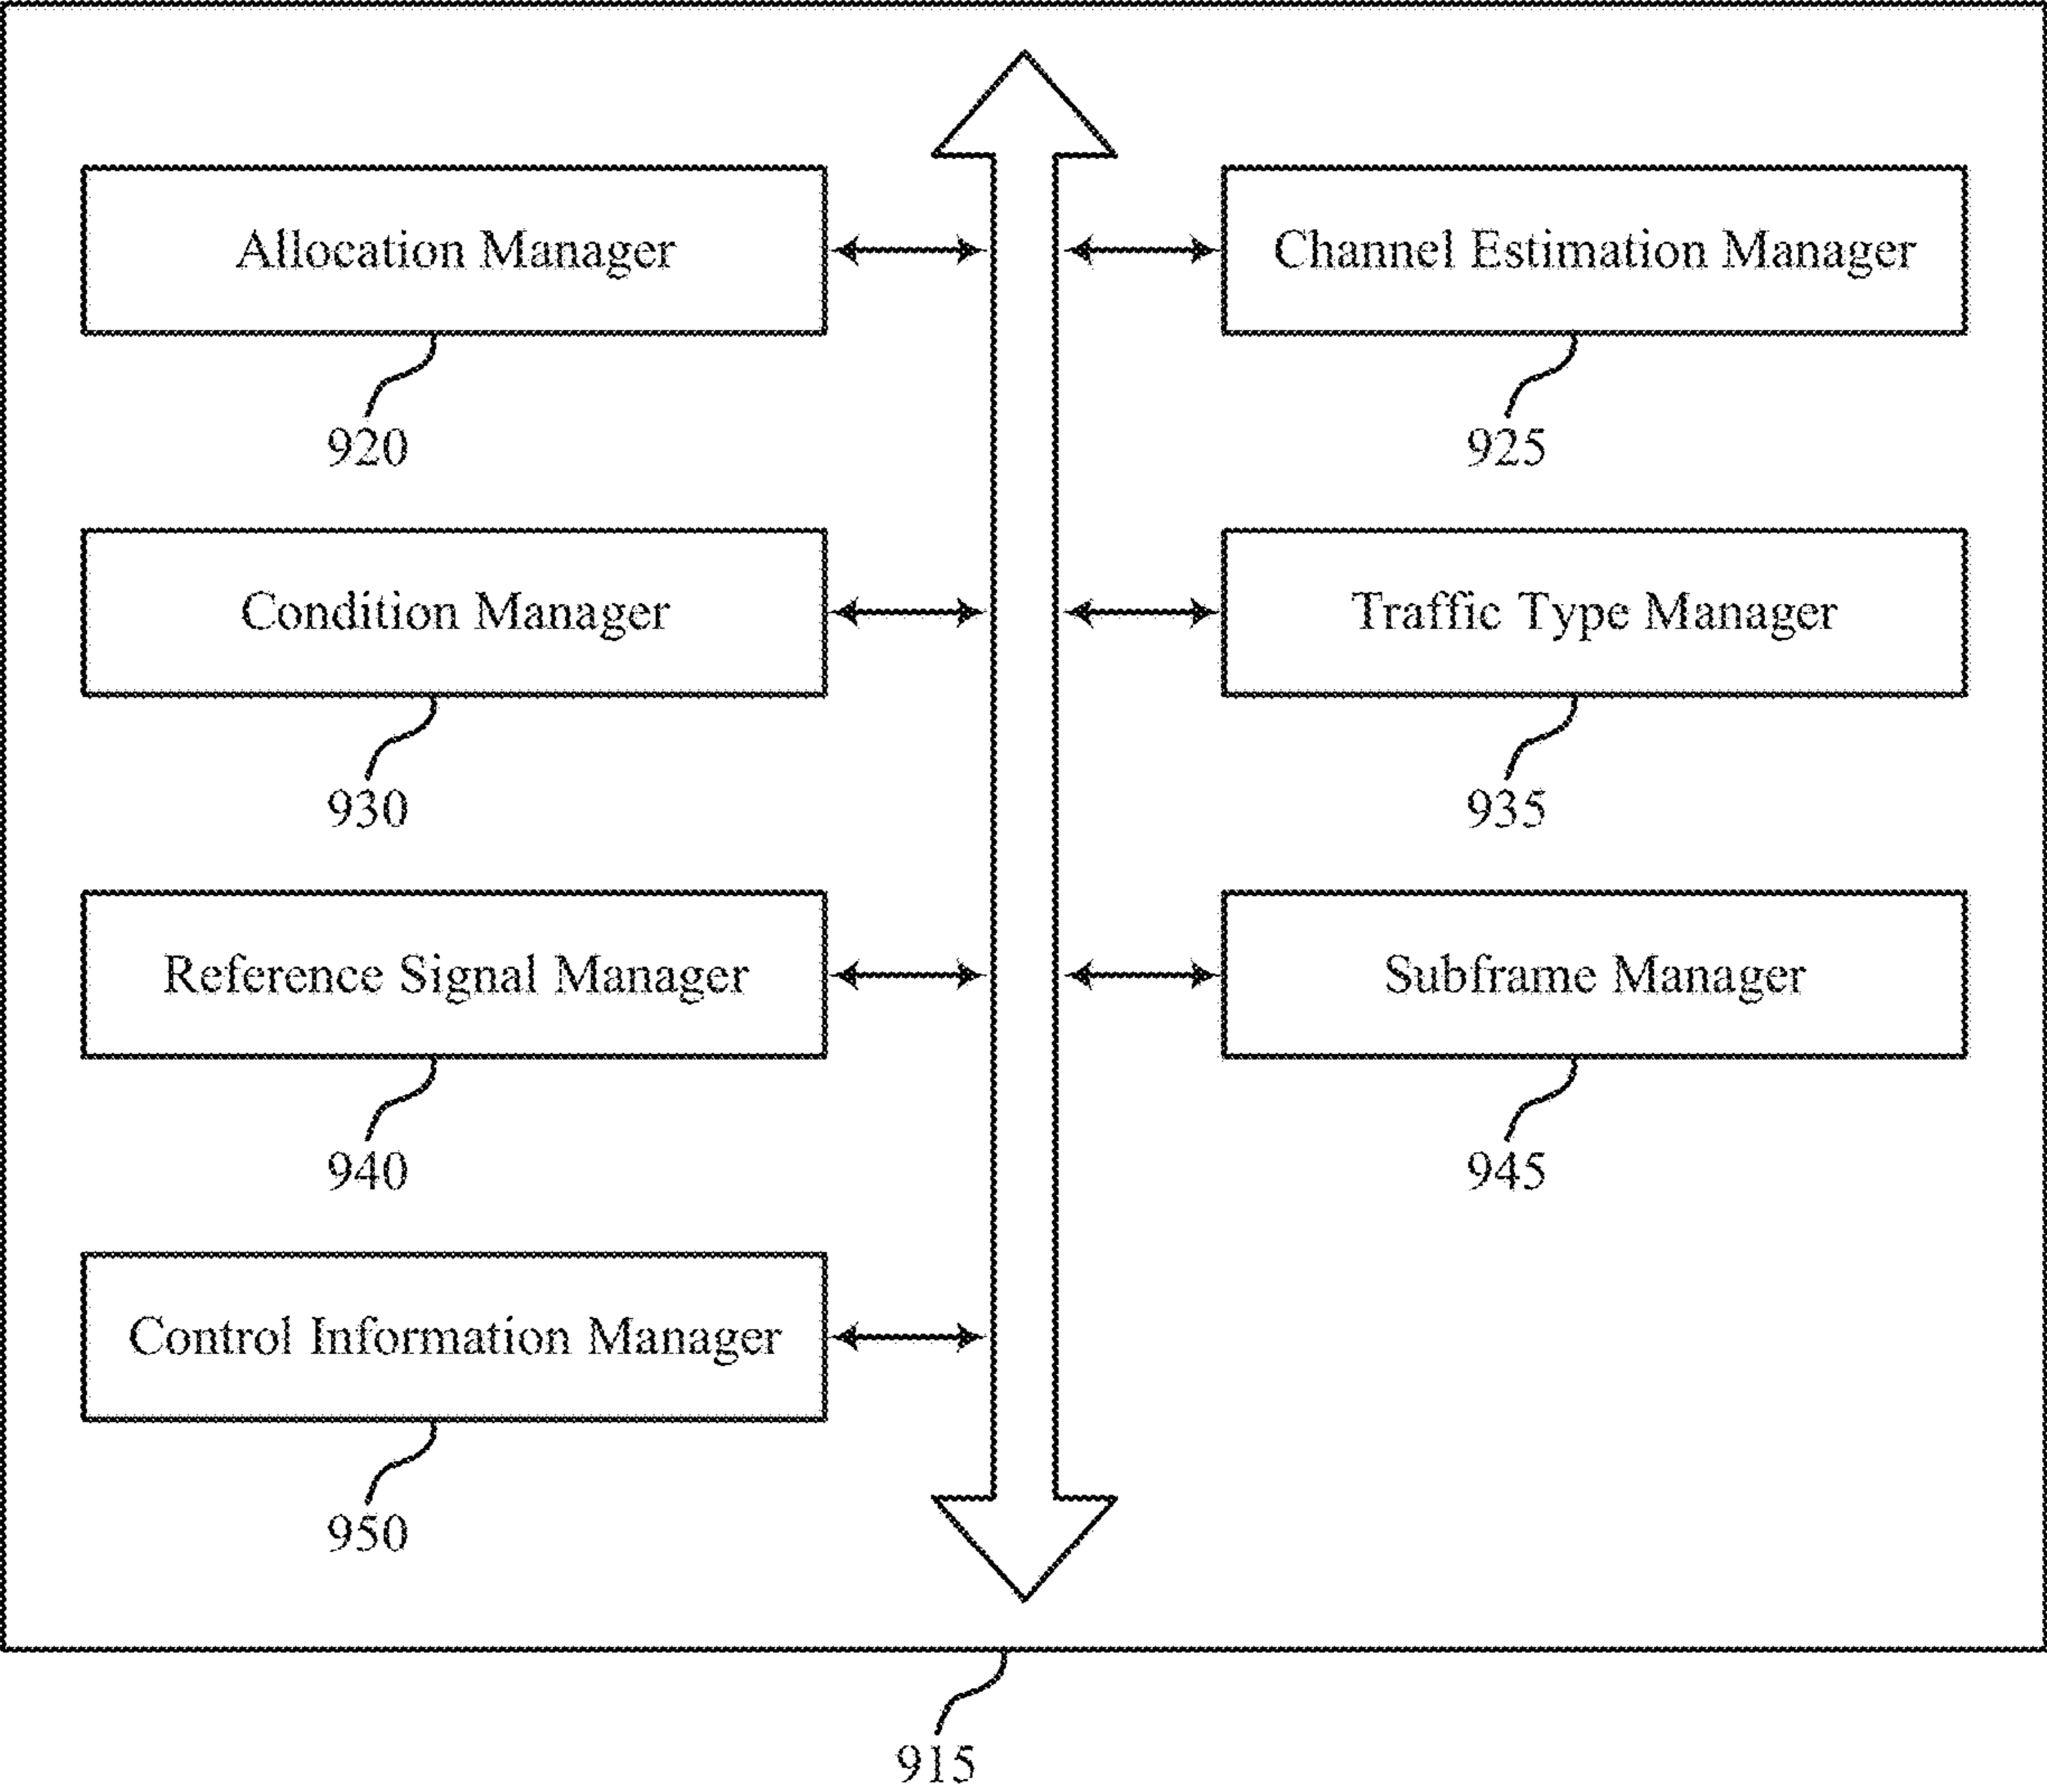 Allocation Manager
Channel Estimation Manager
920
925
Condition Manager
Traffic Type Manager
930
935
Reference Signal Manager
Subframe Manager
940
945
Control Information Manager
950
915